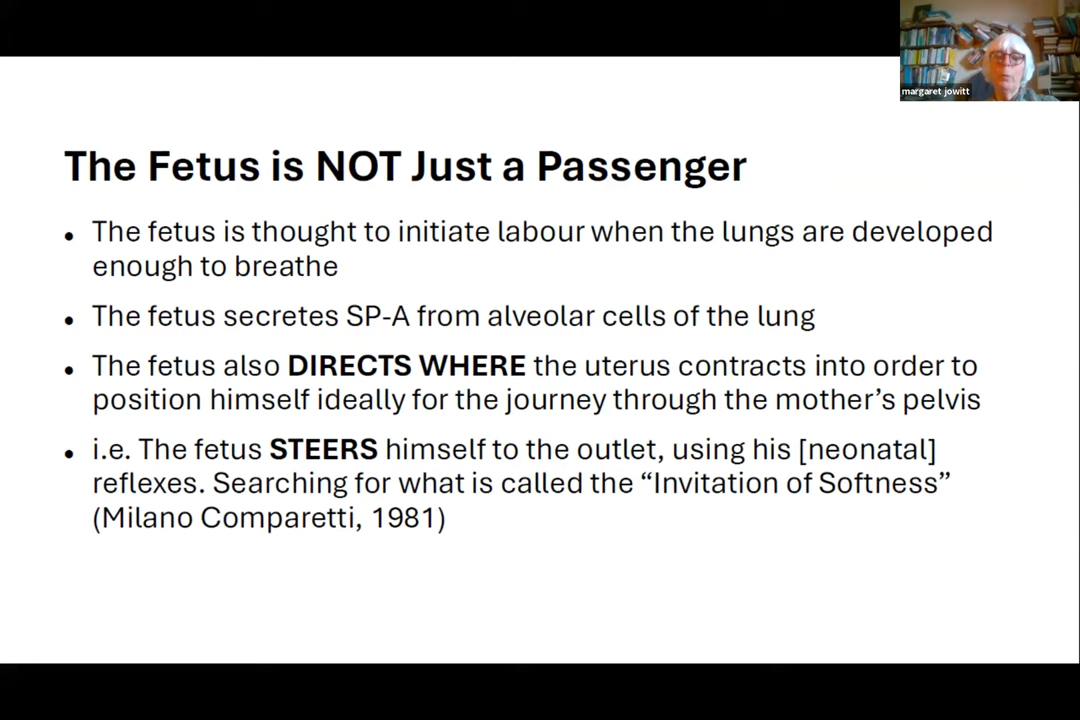 margaret jowitt
The Fetus is NOT Just a Passenger
• The fetus is thought to initiate labour when the lungs are developed
enough to breathe
• The fetus secretes SP-A from alveolar cells of the lung
• The fetus also DIRECTS WHERE the uterus contracts into order to
position himself ideally for the journey through the mother’s pelvis
• i.e. The fetus STEERS himself to the outlet, using his [neonatal]
reflexes. Searching for what is called the “Invitation of Softness”
(Milano Comparetti, 1981)